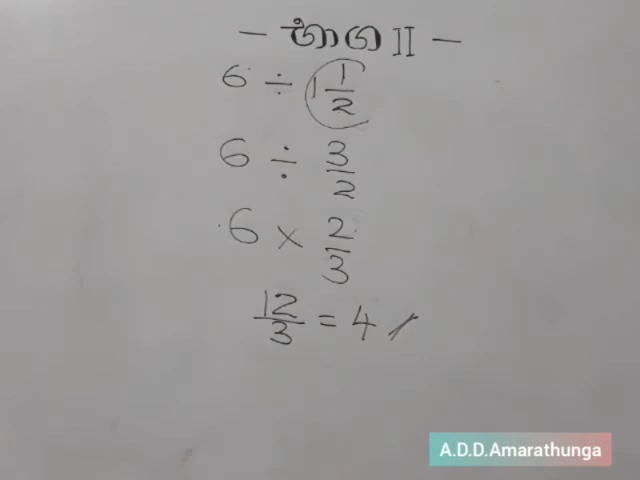 - භාග II -
6 ÷ 1 1/2
6 ÷ 3/2
6 × 2/3
12/3 = 4
A.D.D.Amarathunga